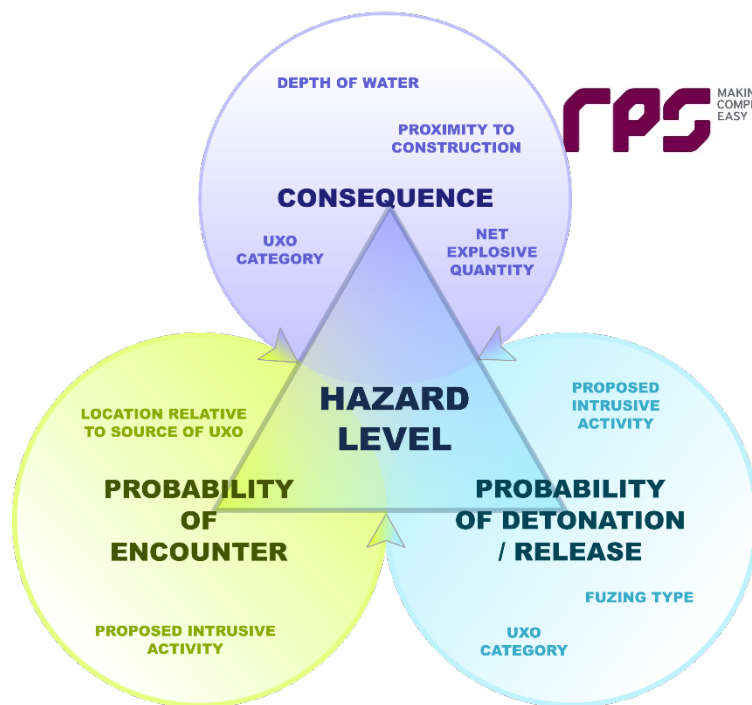 DEPTH OF WATER
rps
MAKIN
COMPL
EASY
PROXIMITY TO
CONSTRUCTION
CONSEQUENCE
UXO
CATEGORY
NET
EXPLOSIVE
QUANTITY
HAZARD
LEVEL
LOCATION RELATIVE
TO SOURCE OF UXO
PROBABILITY
OF
ENCOUNTER
PROPOSED INTRUSIVE
ACTIVITY
PROPOSED
INTRUSIVE
ACTIVITY
PROBABILITY
OF DETONATION
/ RELEASE
FUZING TYPE
UXO
CATEGORY